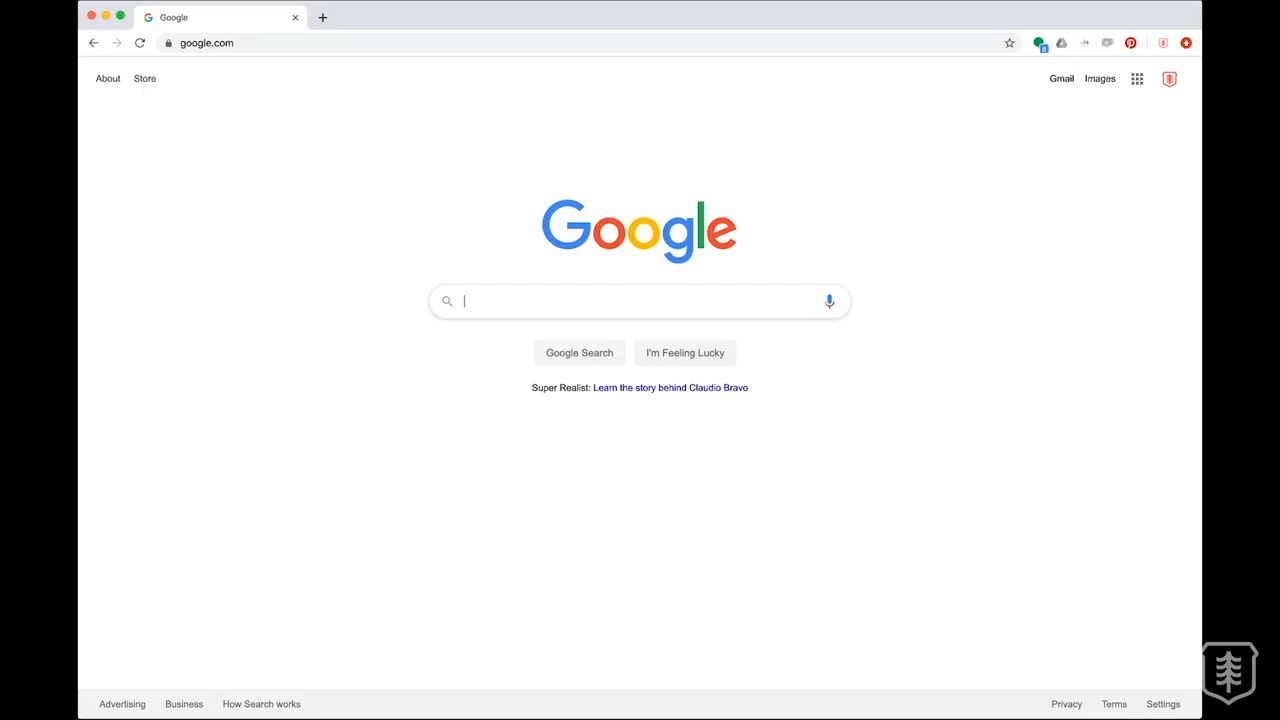 Google
google.com
About Store
Gmail Images
Google
Google Search I'm Feeling Lucky
Super Realist: Learn the story behind Claudio Bravo
Advertising Business How Search works
Privacy Terms Settings